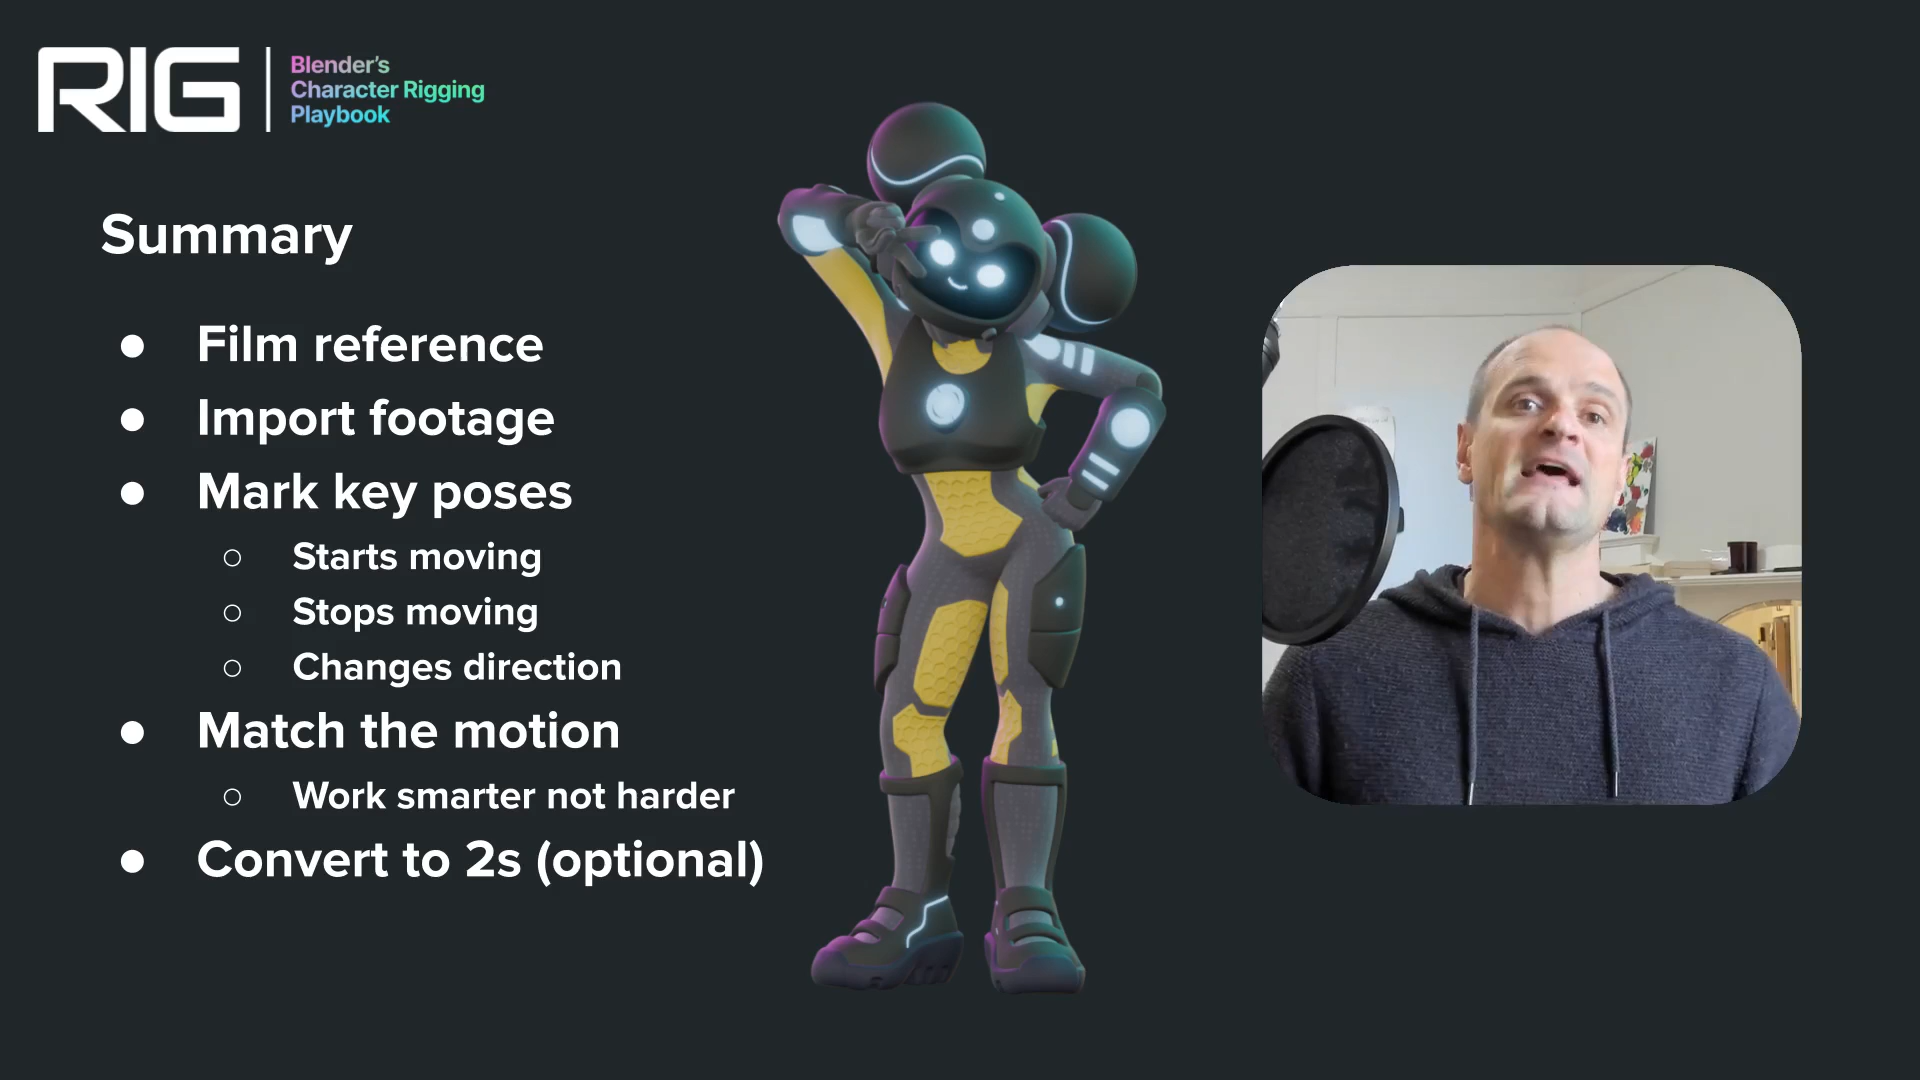 RIG
Blender's
Character Rigging
Playbook
Summary
● Film reference
● Import footage
● Mark key poses
○ Starts moving
○ Stops moving
○ Changes direction
● Match the motion
○ Work smarter not harder
● Convert to 2s (optional)